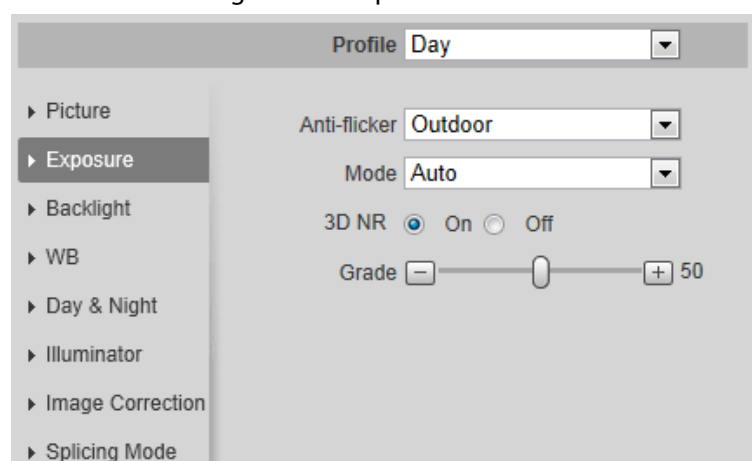 Profile Day
Picture
Exposure
Backlight
WB
Day & Night
Illuminator
Image Correction
Splicing Mode
Anti-flicker Outdoor
Mode Auto
3D NR On Off
Grade 50